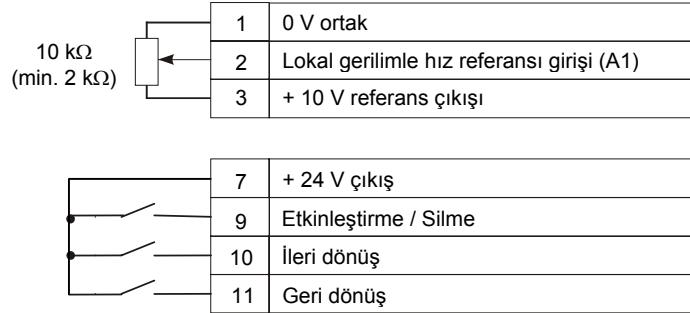 10 kΩ
(min. 2 kΩ)
1 0 V ortak
2 Lokal gerilimle hız referansı girişi (A1)
3 + 10 V referans çıkışı
7 + 24 V çıkış
9 Etkinleştirme / Silme
10 İleri dönüş
11 Geri dönüş